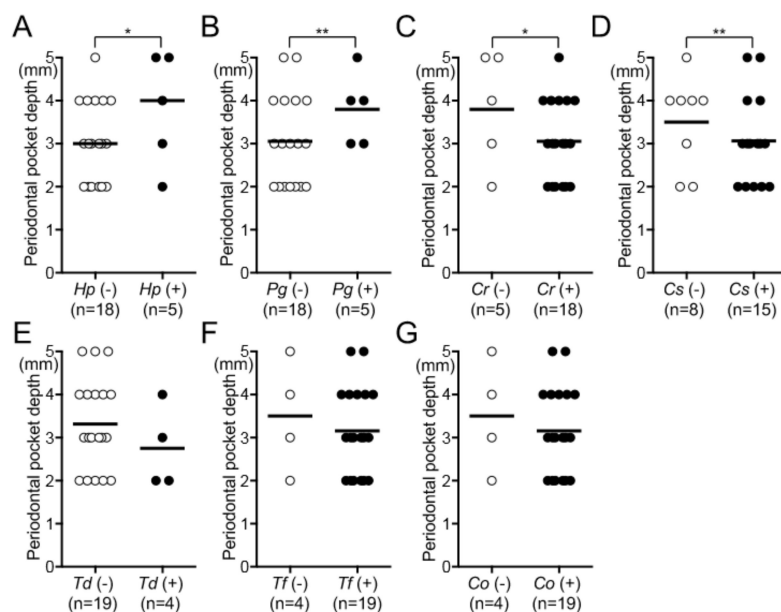 A
*
(mm)
5
4
3
2
1
0
Periodontal pocket depth
Hp (-)
(n=18)
Hp (+)
(n=5)
B
**
(mm)
5
4
3
2
1
0
Periodontal pocket depth
Pg (-)
(n=18)
Pg (+)
(n=5)
C
*
(mm)
5
4
3
2
1
0
Periodontal pocket depth
Cr (-)
(n=5)
Cr (+)
(n=18)
D
**
(mm)
5
4
3
2
1
0
Periodontal pocket depth
Cs (-)
(n=8)
Cs (+)
(n=15)
E
(mm)
5
4
3
2
1
0
Periodontal pocket depth
Td (-)
(n=19)
Td (+)
(n=4)
F
(mm)
5
4
3
2
1
0
Periodontal pocket depth
Tf (-)
(n=4)
Tf (+)
(n=19)
G
(mm)
5
4
3
2
1
0
Periodontal pocket depth
Co (-)
(n=4)
Co (+)
(n=19)